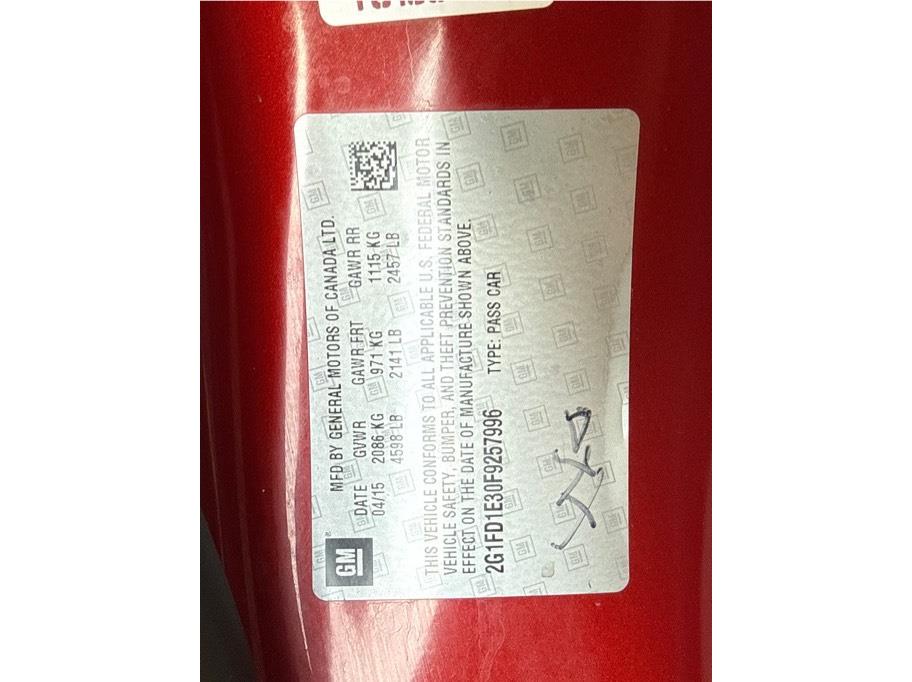 MFD BY GENERAL MOTORS OF CANADA LTD.
DATE GVWR GAWR FRT GAWR RR
04/15 2086 KG 971 KG 1115 KG
4598 LB 2141 LB 2457 LB
GM
THIS VEHICLE CONFORMS TO ALL APPLICABLE U.S. FEDERAL MOTOR
VEHICLE SAFETY, BUMPER, AND THEFT PREVENTION STANDARDS IN
EFFECT ON THE DATE OF MANUFACTURE SHOWN ABOVE.
2G1FD1E30F9257996 TYPE: PASS CAR